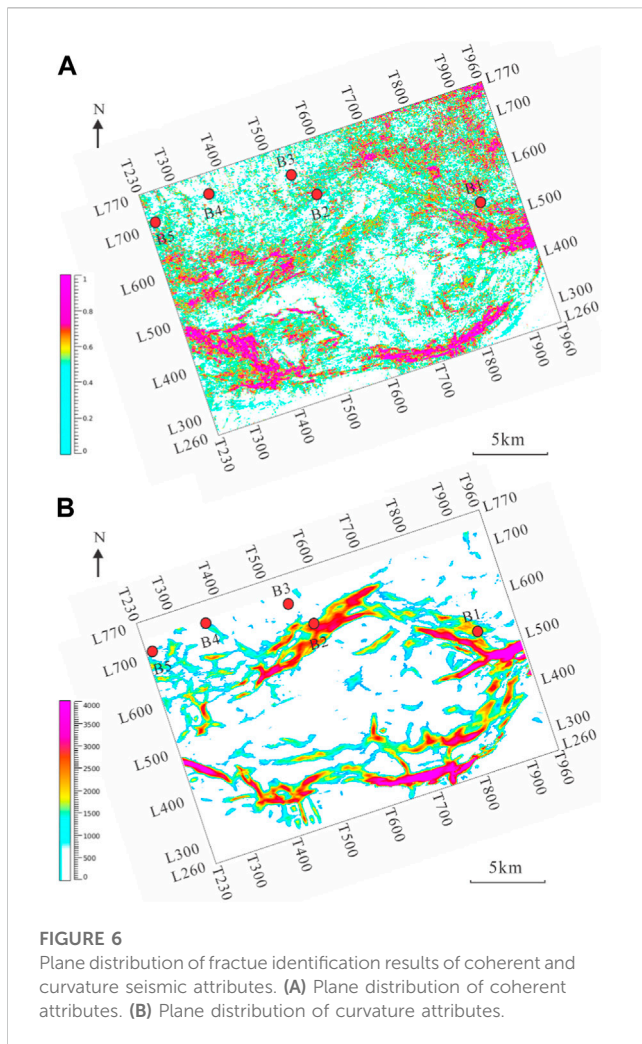 A
N
T230
T300
T400
T500
T600
T700
T800
T900
T960
L770
L700
L600
L500
L400
L300
L260
L770
L700
L600
L500
L400
L300
L260
T230
T300
T400
T500
T600
T700
T800
T900
T960
B3
B4
B2
B1
B5
1
0.8
0.6
0.4
0.2
0
5km
B
N
T230
T300
T400
T500
T600
T700
T800
T900
T960
L770
L700
L600
L500
L400
L300
L260
L770
L700
L600
L500
L400
L300
L260
T230
T300
T400
T500
T600
T700
T800
T900
T960
B3
B4
B2
B1
B5
4000
3500
3000
2500
2000
1500
1000
500
0
5km
FIGURE 6
Plane distribution of fractue identification results of coherent and
curvature seismic attributes. (A) Plane distribution of coherent
attributes. (B) Plane distribution of curvature attributes.